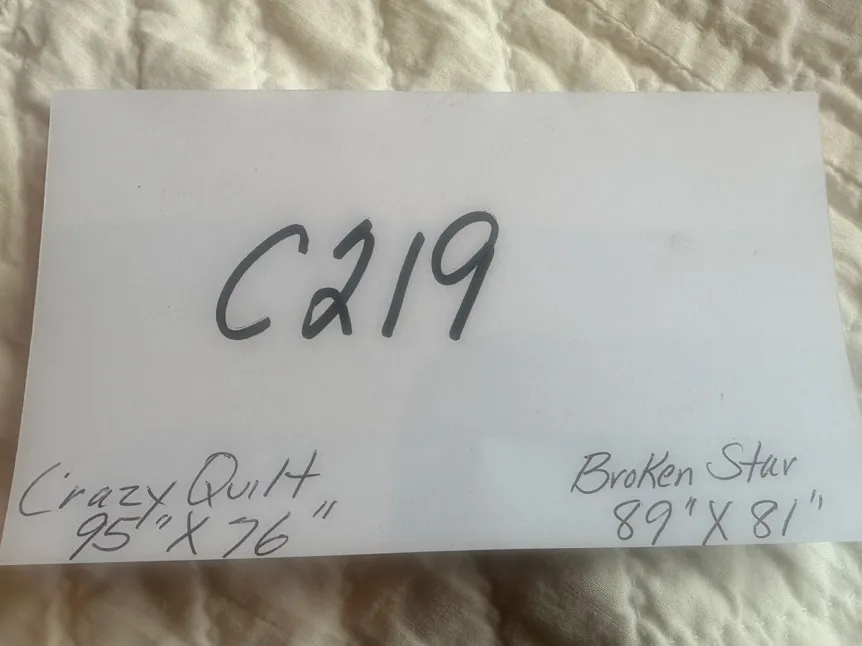 C219
Crazy Quilt
95" X 76"
Broken Star
89" X 81"